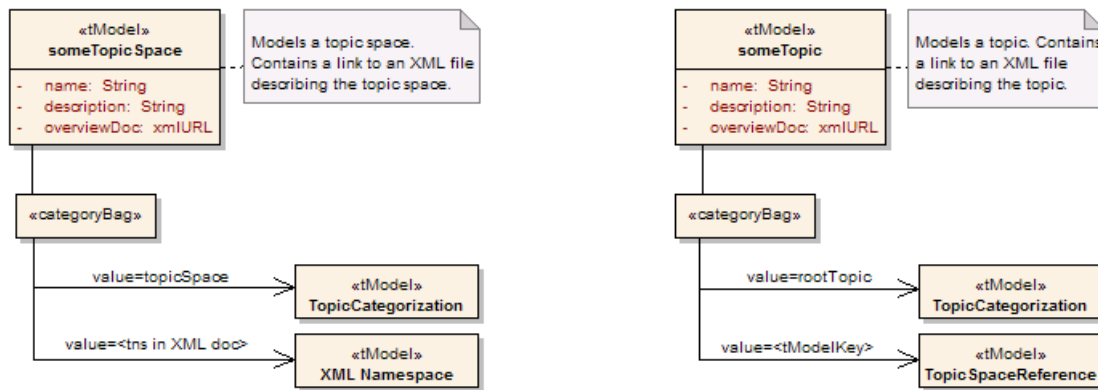 «tModel»
someTopicSpace
- name: String
- description: String
- overviewDoc: xmlURL
Models a topic space.
Contains a link to an XML file
describing the topic space.
«categoryBag»
value=topicSpace
«tModel»
TopicCategorization
value=<tns in XML doc>
«tModel»
XML Namespace
«tModel»
someTopic
- name: String
- description: String
- overviewDoc: xmlURL
Models a topic. Contains
a link to an XML file
describing the topic.
«categoryBag»
value=rootTopic
«tModel»
TopicCategorization
value=<tModelKey>
«tModel»
TopicSpaceReference